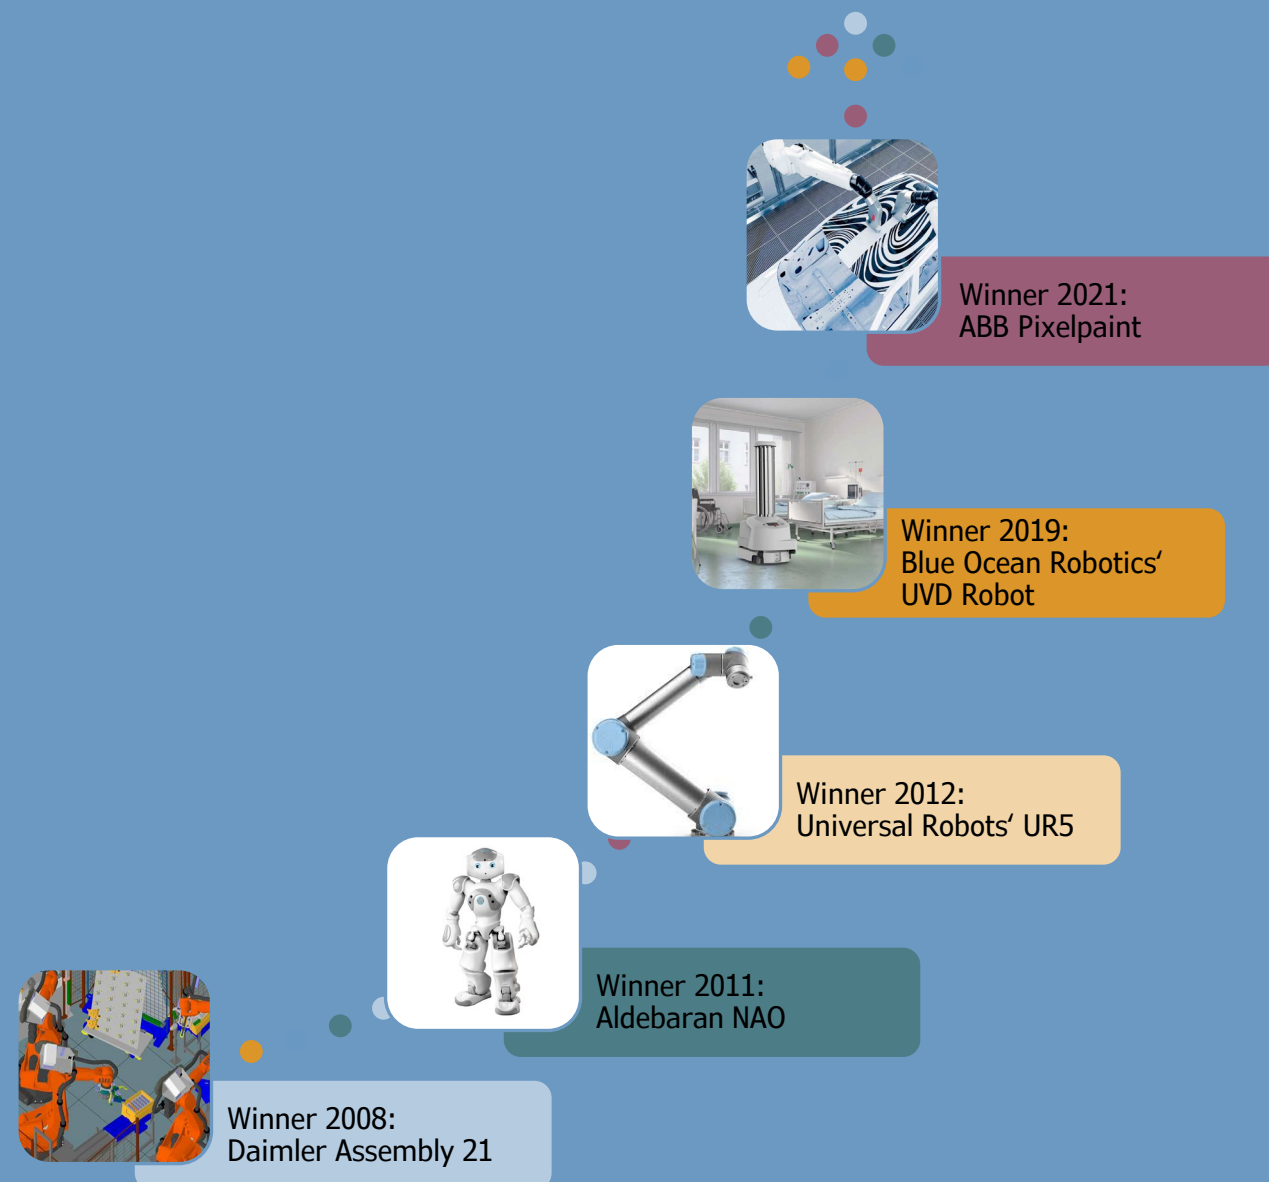 Winner 2021:
ABB Pixelpaint
Winner 2019:
Blue Ocean Robotics‘
UVD Robot
Winner 2012:
Universal Robots‘ UR5
Winner 2011:
Aldebaran NAO
Winner 2008:
Daimler Assembly 21